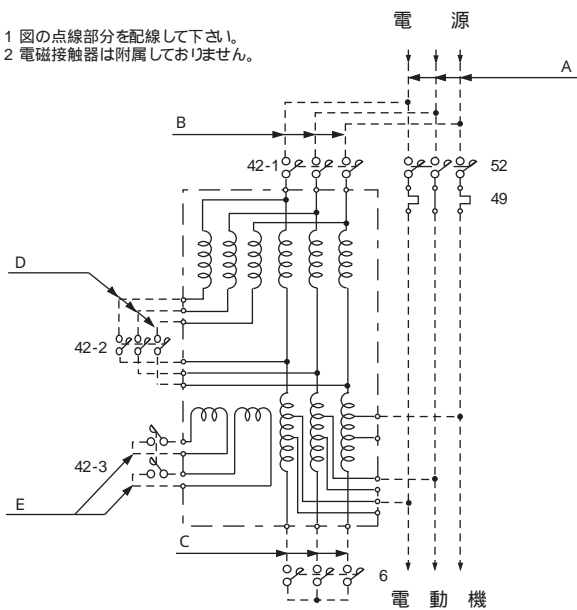 1 図の点線部分を配線して下さい。
2 電磁接触器は附属しておりません。
電 源
A
B
42-1
52
49
D
42-2
42-3
E
C
6
電 動 機